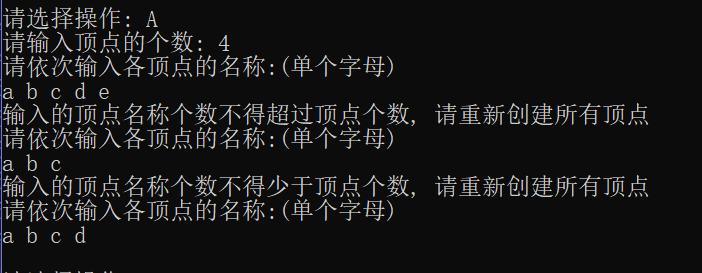 请选择操作: A
请输入顶点的个数: 4
请依次输入各顶点的名称:(单个字母)
a b c d e
输入的顶点名称个数不得超过顶点个数, 请重新创建所有顶点
请依次输入各顶点的名称:(单个字母)
a b c
输入的顶点名称个数不得少于顶点个数, 请重新创建所有顶点
请依次输入各顶点的名称:(单个字母)
a b c d